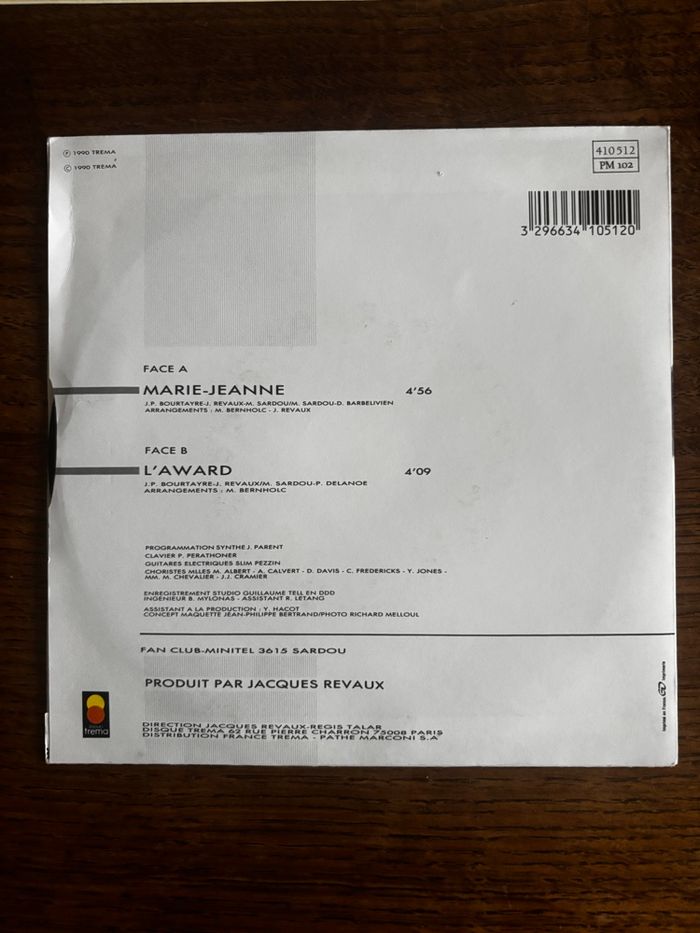 ℗ 1990 TREMA
© 1990 TREMA
410512
PM 102
3 296634 105120
FACE A
MARIE-JEANNE 4'56
J.P. BOURTAYRE-J. REVAUX-M. SARDOU/M. SARDOU-D. BARBELIVIEN
ARRANGEMENTS : M. BERNHOLC - J. REVAUX
FACE B
L'AWARD 4'09
J.P. BOURTAYRE-J. REVAUX/M. SARDOU-P. DELANOE
ARRANGEMENTS : M. BERNHOLC
PROGRAMMATION SYNTHE J. PARENT
CLAVIER P. PERATHONER
GUITARES ELECTRIQUES SLIM PEZZIN
CHORISTES MLLES M. ALBERT - A. CALVERT - D. DAVIS - C. FREDERICKS - Y. JONES -
MM. M. CHEVALIER - J.J. CRAMIER
ENREGISTREMENT STUDIO GUILLAUME TELL EN DDD
INGENIEUR B. MYLONAS - ASSISTANT R. LETANG
ASSISTANT A LA PRODUCTION : Y. HACOT
CONCEPT MAQUETTE JEAN-PHILIPPE BERTRAND/PHOTO RICHARD MELLOUL
FAN CLUB-MINITEL 3615 SARDOU
PRODUIT PAR JACQUES REVAUX
trema
DIRECTION JACQUES REVAUX-REGIS TALAR
DISQUE TREMA 62 RUE PIERRE CHARRON 75008 PARIS
DISTRIBUTION FRANCE TREMA - PATHE MARCONI S.A
Imprimé en France